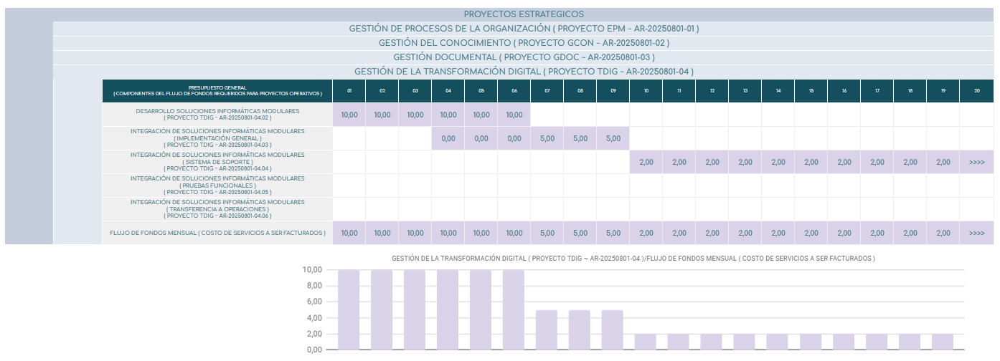 PROYECTOS ESTRATEGICOS
GESTIÓN DE PROCESOS DE LA ORGANIZACIÓN ( PROYECTO EPM – AR-20250801-01 )
GESTIÓN DEL CONOCIMIENTO ( PROYECTO GCON – AR-20250801-02 )
GESTIÓN DOCUMENTAL ( PROYECTO GDOC – AR-20250801-03 )
GESTIÓN DE LA TRANSFORMACIÓN DIGITAL ( PROYECTO TDIG – AR-20250801-04 )
PRESUPUESTO GENERAL
( COMPONENTES DEL FLUJO DE FONDOS REQUERIDOS PARA PROYECTOS OPERATIVOS ) 01 02 03 04 05 06 07 08 09 10 11 12 13 14 15 16 17 18 19 20
DESARROLLO SOLUCIONES INFORMÁTICAS MODULARES
( PROYECTO TDIG - AR-20250801-04.02 ) 10,00 10,00 10,00 10,00 10,00 10,00
INTEGRACIÓN DE SOLUCIONES INFORMÁTICAS MODULARES
( IMPLEMENTACIÓN GENERAL ) 0,00 0,00 0,00 5,00 5,00 5,00
( PROYECTO TDIG - AR-20250801-04.03 )
INTEGRACIÓN DE SOLUCIONES INFORMÁTICAS MODULARES
( SISTEMA DE SOPORTE ) 2,00 2,00 2,00 2,00 2,00 2,00 2,00 2,00 2,00 2,00 >>>>
( PROYECTO TDIG - AR-20250801-04.04 )
INTEGRACIÓN DE SOLUCIONES INFORMÁTICAS MODULARES
( PRUEBAS FUNCIONALES )
( PROYECTO TDIG - AR-20250801-04.05 )
INTEGRACIÓN DE SOLUCIONES INFORMÁTICAS MODULARES
( TRANSFERENCIA A OPERACIONES )
( PROYECTO TDIG - AR-20250801-04.06
FLUJO DE FONDOS MENSUAL ( COSTO DE SERVICIOS A SER FACTURADOS ) 10,00 10,00 10,00 10,00 10,00 10,00 5,00 5,00 5,00 2,00 2,00 2,00 2,00 2,00 2,00 2,00 2,00 2,00 2,00 >>>>
GESTIÓN DE LA TRANSFORMACIÓN DIGITAL ( PROYECTO TDIG ~ AR-20250801-04 )/FLUJO DE FONDOS MENSUAL ( COSTO DE SERVICIOS A SER FACTURADOS )
10,00
8,00
6,00
4,00
2,00
0,00